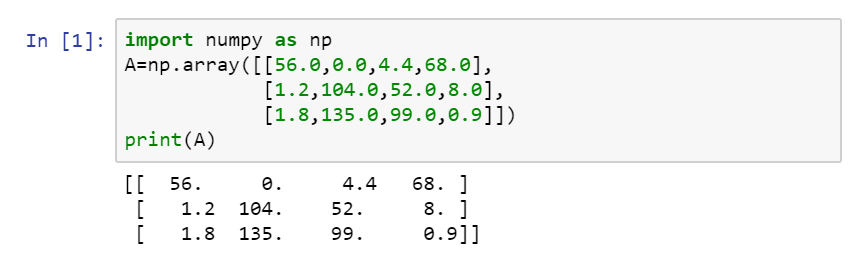 In [1]: import numpy as np
A=np.array([[56.0,0.0,4.4,68.0],
            [1.2,104.0,52.0,8.0],
            [1.8,135.0,99.0,0.9]])
print(A)
[[  56.     0.     4.4   68. ]
 [   1.2  104.    52.     8. ]
 [   1.8  135.    99.     0.9]]